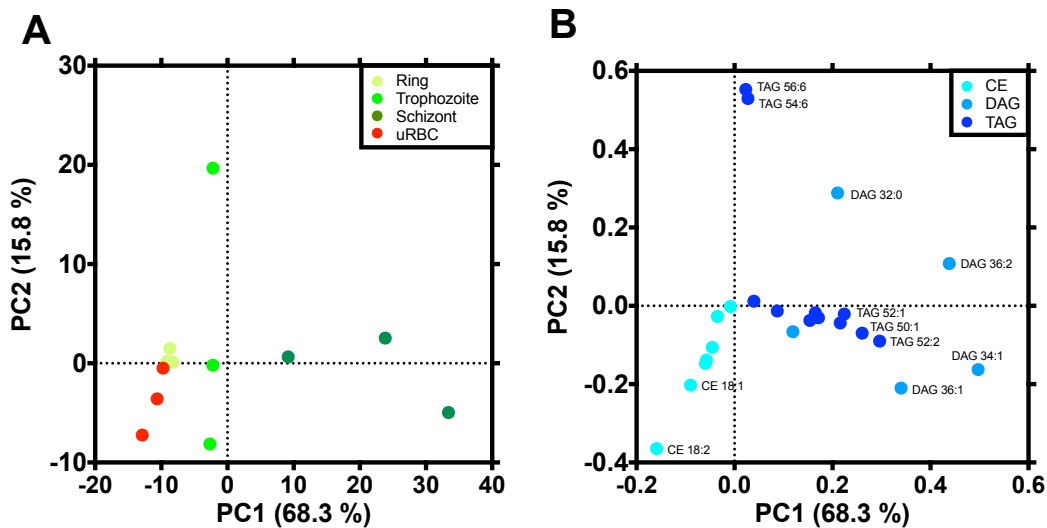 A
30
20
10
0
-10
-20
-10
0
10
20
30
40
PC2 (15.8 %)
PC1 (68.3 %)
Ring
Trophozoite
Schizont
uRBC
B
0.6
0.4
0.2
0.0
-0.2
-0.4
-0.2
0.0
0.2
0.4
0.6
PC2 (15.8 %)
PC1 (68.3 %)
CE
DAG
TAG
TAG 56:6
TAG 54:6
DAG 32:0
DAG 36:2
TAG 52:1
TAG 50:1
TAG 52:2
DAG 34:1
DAG 36:1
CE 18:1
CE 18:2